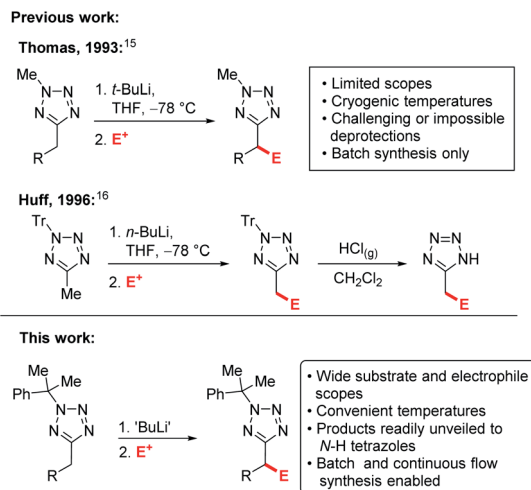 Previous work:
Thomas, 1993:15
Me
N–N
N N
R
1. t-BuLi,
THF, –78 °C
2. E+
Me
N–N
N N
R E
• Limited scopes
• Cryogenic temperatures
• Challenging or impossible
deprotections
• Batch synthesis only
Huff, 1996:16
Tr
N–N
N N
Me
1. n-BuLi,
THF, –78 °C
2. E+
Tr
N–N
N N
E
HCl(g)
CH2Cl2
N–N
N NH
E
This work:
Me
Ph Me
N–N
N N
R
1. 'BuLi'
2. E+
Me
Ph Me
N–N
N N
R E
• Wide substrate and electrophile
scopes
• Convenient temperatures
• Products readily unveiled to
N-H tetrazoles
• Batch and continuous flow
synthesis enabled